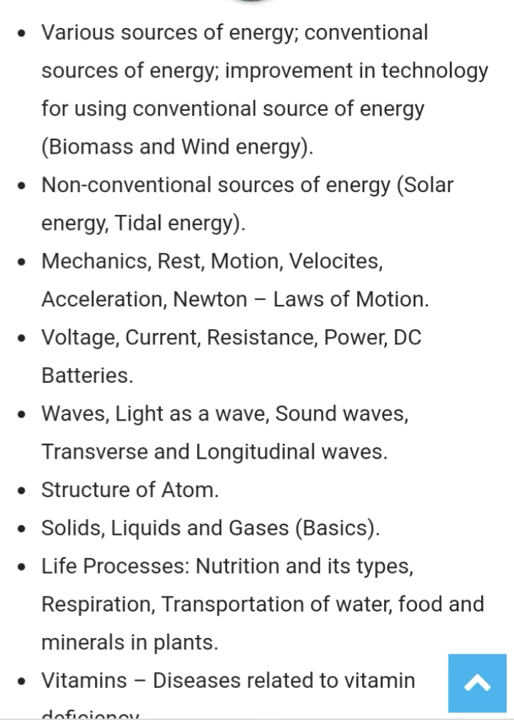 • Various sources of energy; conventional
sources of energy; improvement in technology
for using conventional source of energy
(Biomass and Wind energy).
• Non-conventional sources of energy (Solar
energy, Tidal energy).
• Mechanics, Rest, Motion, Velocites,
Acceleration, Newton – Laws of Motion.
• Voltage, Current, Resistance, Power, DC
Batteries.
• Waves, Light as a wave, Sound waves,
Transverse and Longitudinal waves.
• Structure of Atom.
• Solids, Liquids and Gases (Basics).
• Life Processes: Nutrition and its types,
Respiration, Transportation of water, food and
minerals in plants.
• Vitamins – Diseases related to vitamin
deficiency